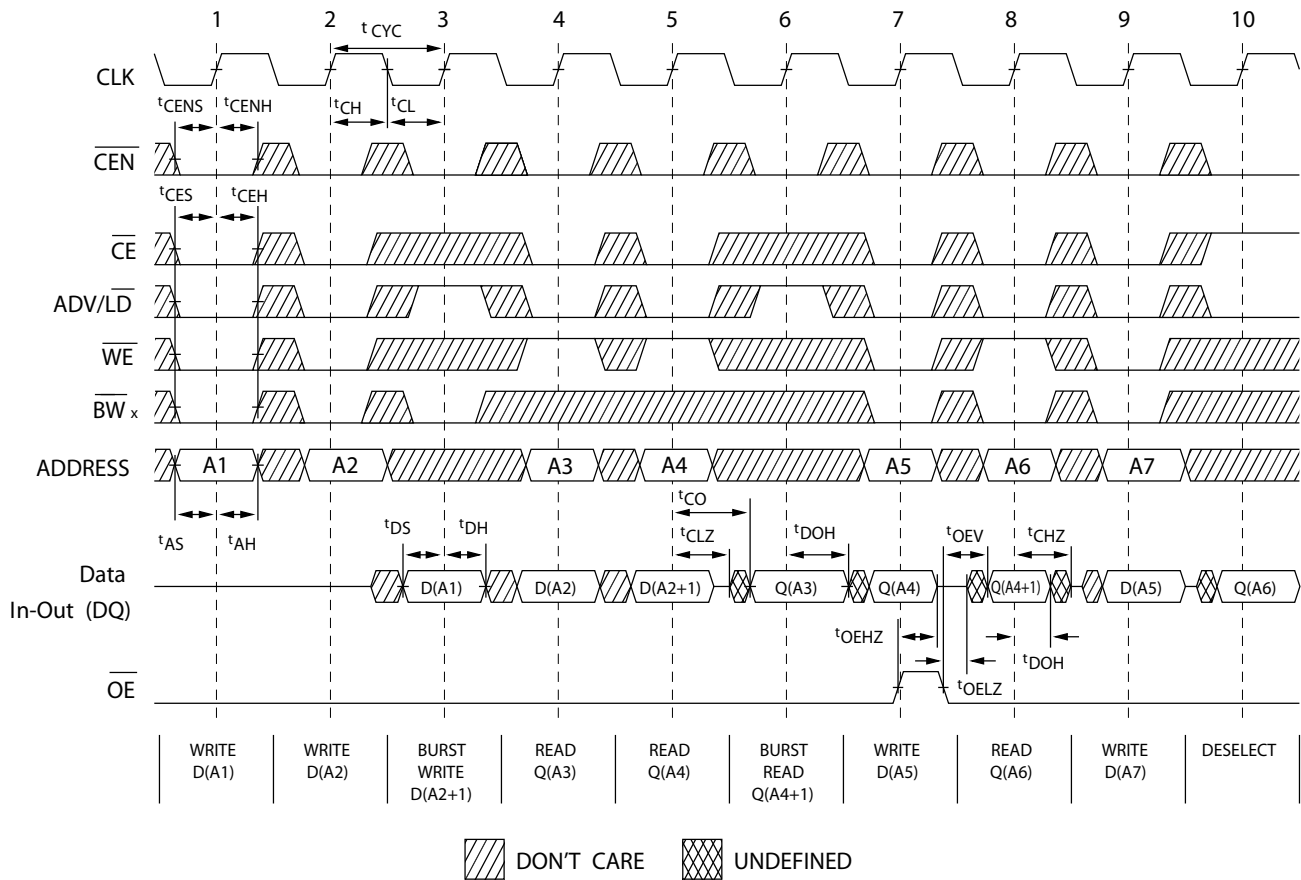 1 2 3 4 5 6 7 8 9 10
tCYC
CLK
tCENS tCENH tCH tCL
CEN
tCES tCEH
CE
ADV/LD
WE
BWx
ADDRESS A1 A2 A3 A4 A5 A6 A7
tCO
tAS tAH tDS tDH tCLZ tDOH tOEV tCHZ
Data
In-Out (DQ)
D(A1) D(A2) D(A2+1) Q(A3) Q(A4) Q(A4+1) D(A5) Q(A6)
tOEHZ tDOH
tOELZ
OE
WRITE
D(A1)
WRITE
D(A2)
BURST
WRITE
D(A2+1)
READ
Q(A3)
READ
Q(A4)
BURST
READ
Q(A4+1)
WRITE
D(A5)
READ
Q(A6)
WRITE
D(A7)
DESELECT
DON'T CARE
UNDEFINED